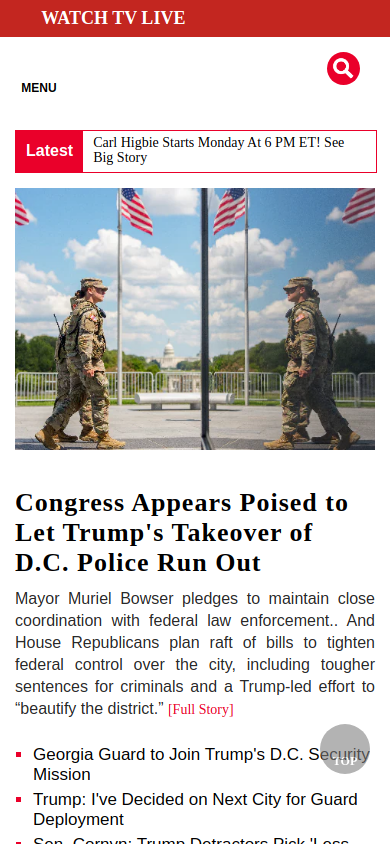 WATCH TV LIVE
MENU
Latest
Carl Higbie Starts Monday At 6 PM ET! See
Big Story
Congress Appears Poised to
Let Trump's Takeover of
D.C. Police Run Out
Mayor Muriel Bowser pledges to maintain close
coordination with federal law enforcement.. And
House Republicans plan raft of bills to tighten
federal control over the city, including tougher
sentences for criminals and a Trump-led effort to
“beautify the district.” [Full Story]
Georgia Guard to Join Trump's D.C. Security
Mission
TOP
Trump: I've Decided on Next City for Guard
Deployment
Sen. Cornyn: Trump Detractors Pick 'Less